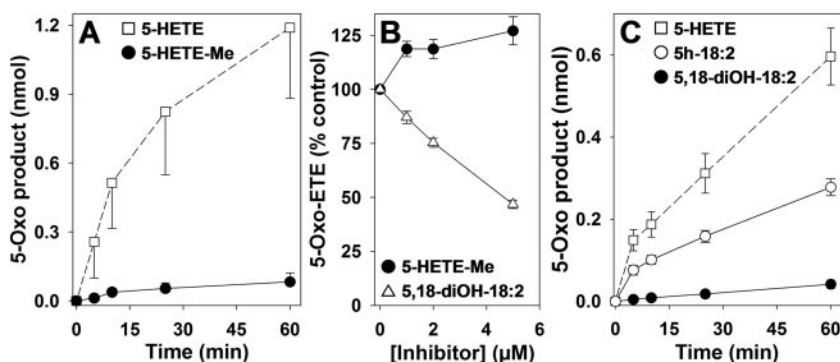 A
5-HETE
5-HETE-Me
5-Oxo product (nmol)
1.2
0.9
0.6
0.3
0.0
0 15 30 45 60
Time (min)
B
5-Oxo-ETE (% control)
125
100
75
50
25
0
5-HETE-Me
5,18-diOH-18:2
0 2 4 6
[Inhibitor] (µM)
C
5-HETE
5h-18:2
5,18-diOH-18:2
5-Oxo product (nmol)
0.6
0.4
0.2
0.0
0 15 30 45 60
Time (min)